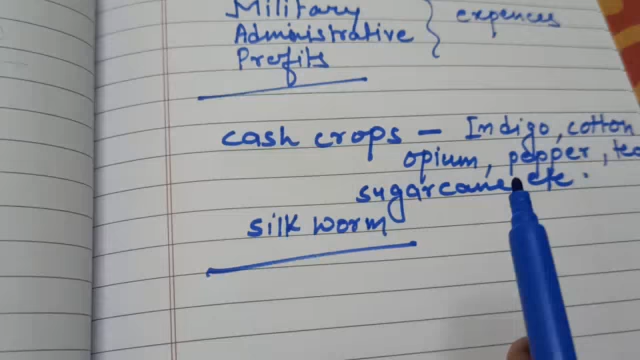 Military
Administrative } expences
Profits
Cash Crops - Indigo, cotton
opium, pepper, tea
sugarcane etc.
Silk Worm